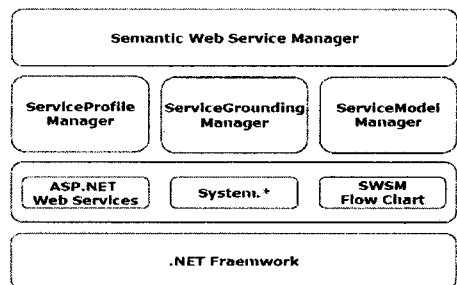 Semantic Web Service Manager
ServiceProfile
Manager
ServiceGrounding
Manager
ServiceModel
Manager
ASP.NET
Web Services
System.*
SWSM
Flow Chart
.NET Fraemwork